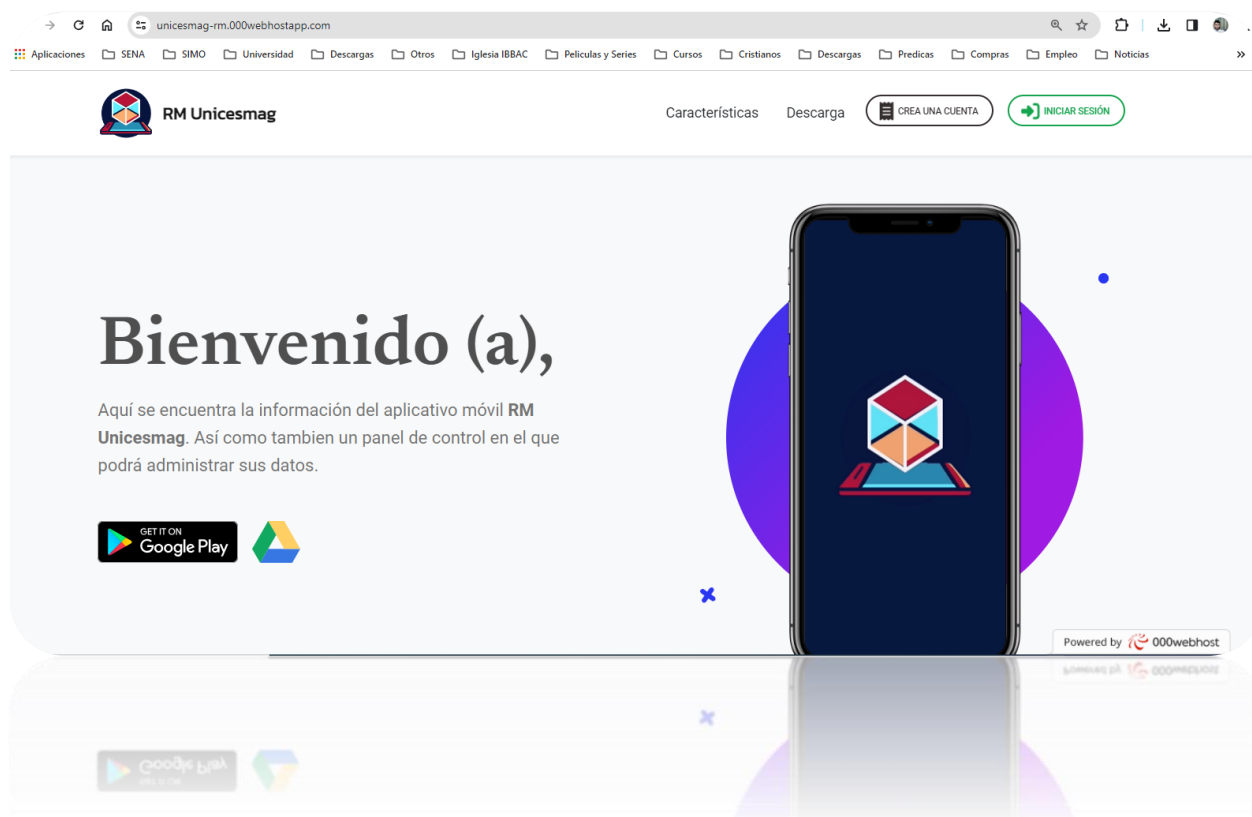 unicesmag-rm.000webhostapp.com
Aplicaciones SENA SIMO Universidad Descargas Otros Iglesia IBBAC Peliculas y Series Cursos Cristianos Descargas Predicas Compras Empleo Noticias »
RM Unicesmag
Características Descarga CREA UNA CUENTA INICIAR SESIÓN
Bienvenido (a),
Aquí se encuentra la información del aplicativo móvil RM
Unicesmag. Así como tambien un panel de control en el que
podrá administrar sus datos.
GET IT ON
Google Play
Powered by 000webhost